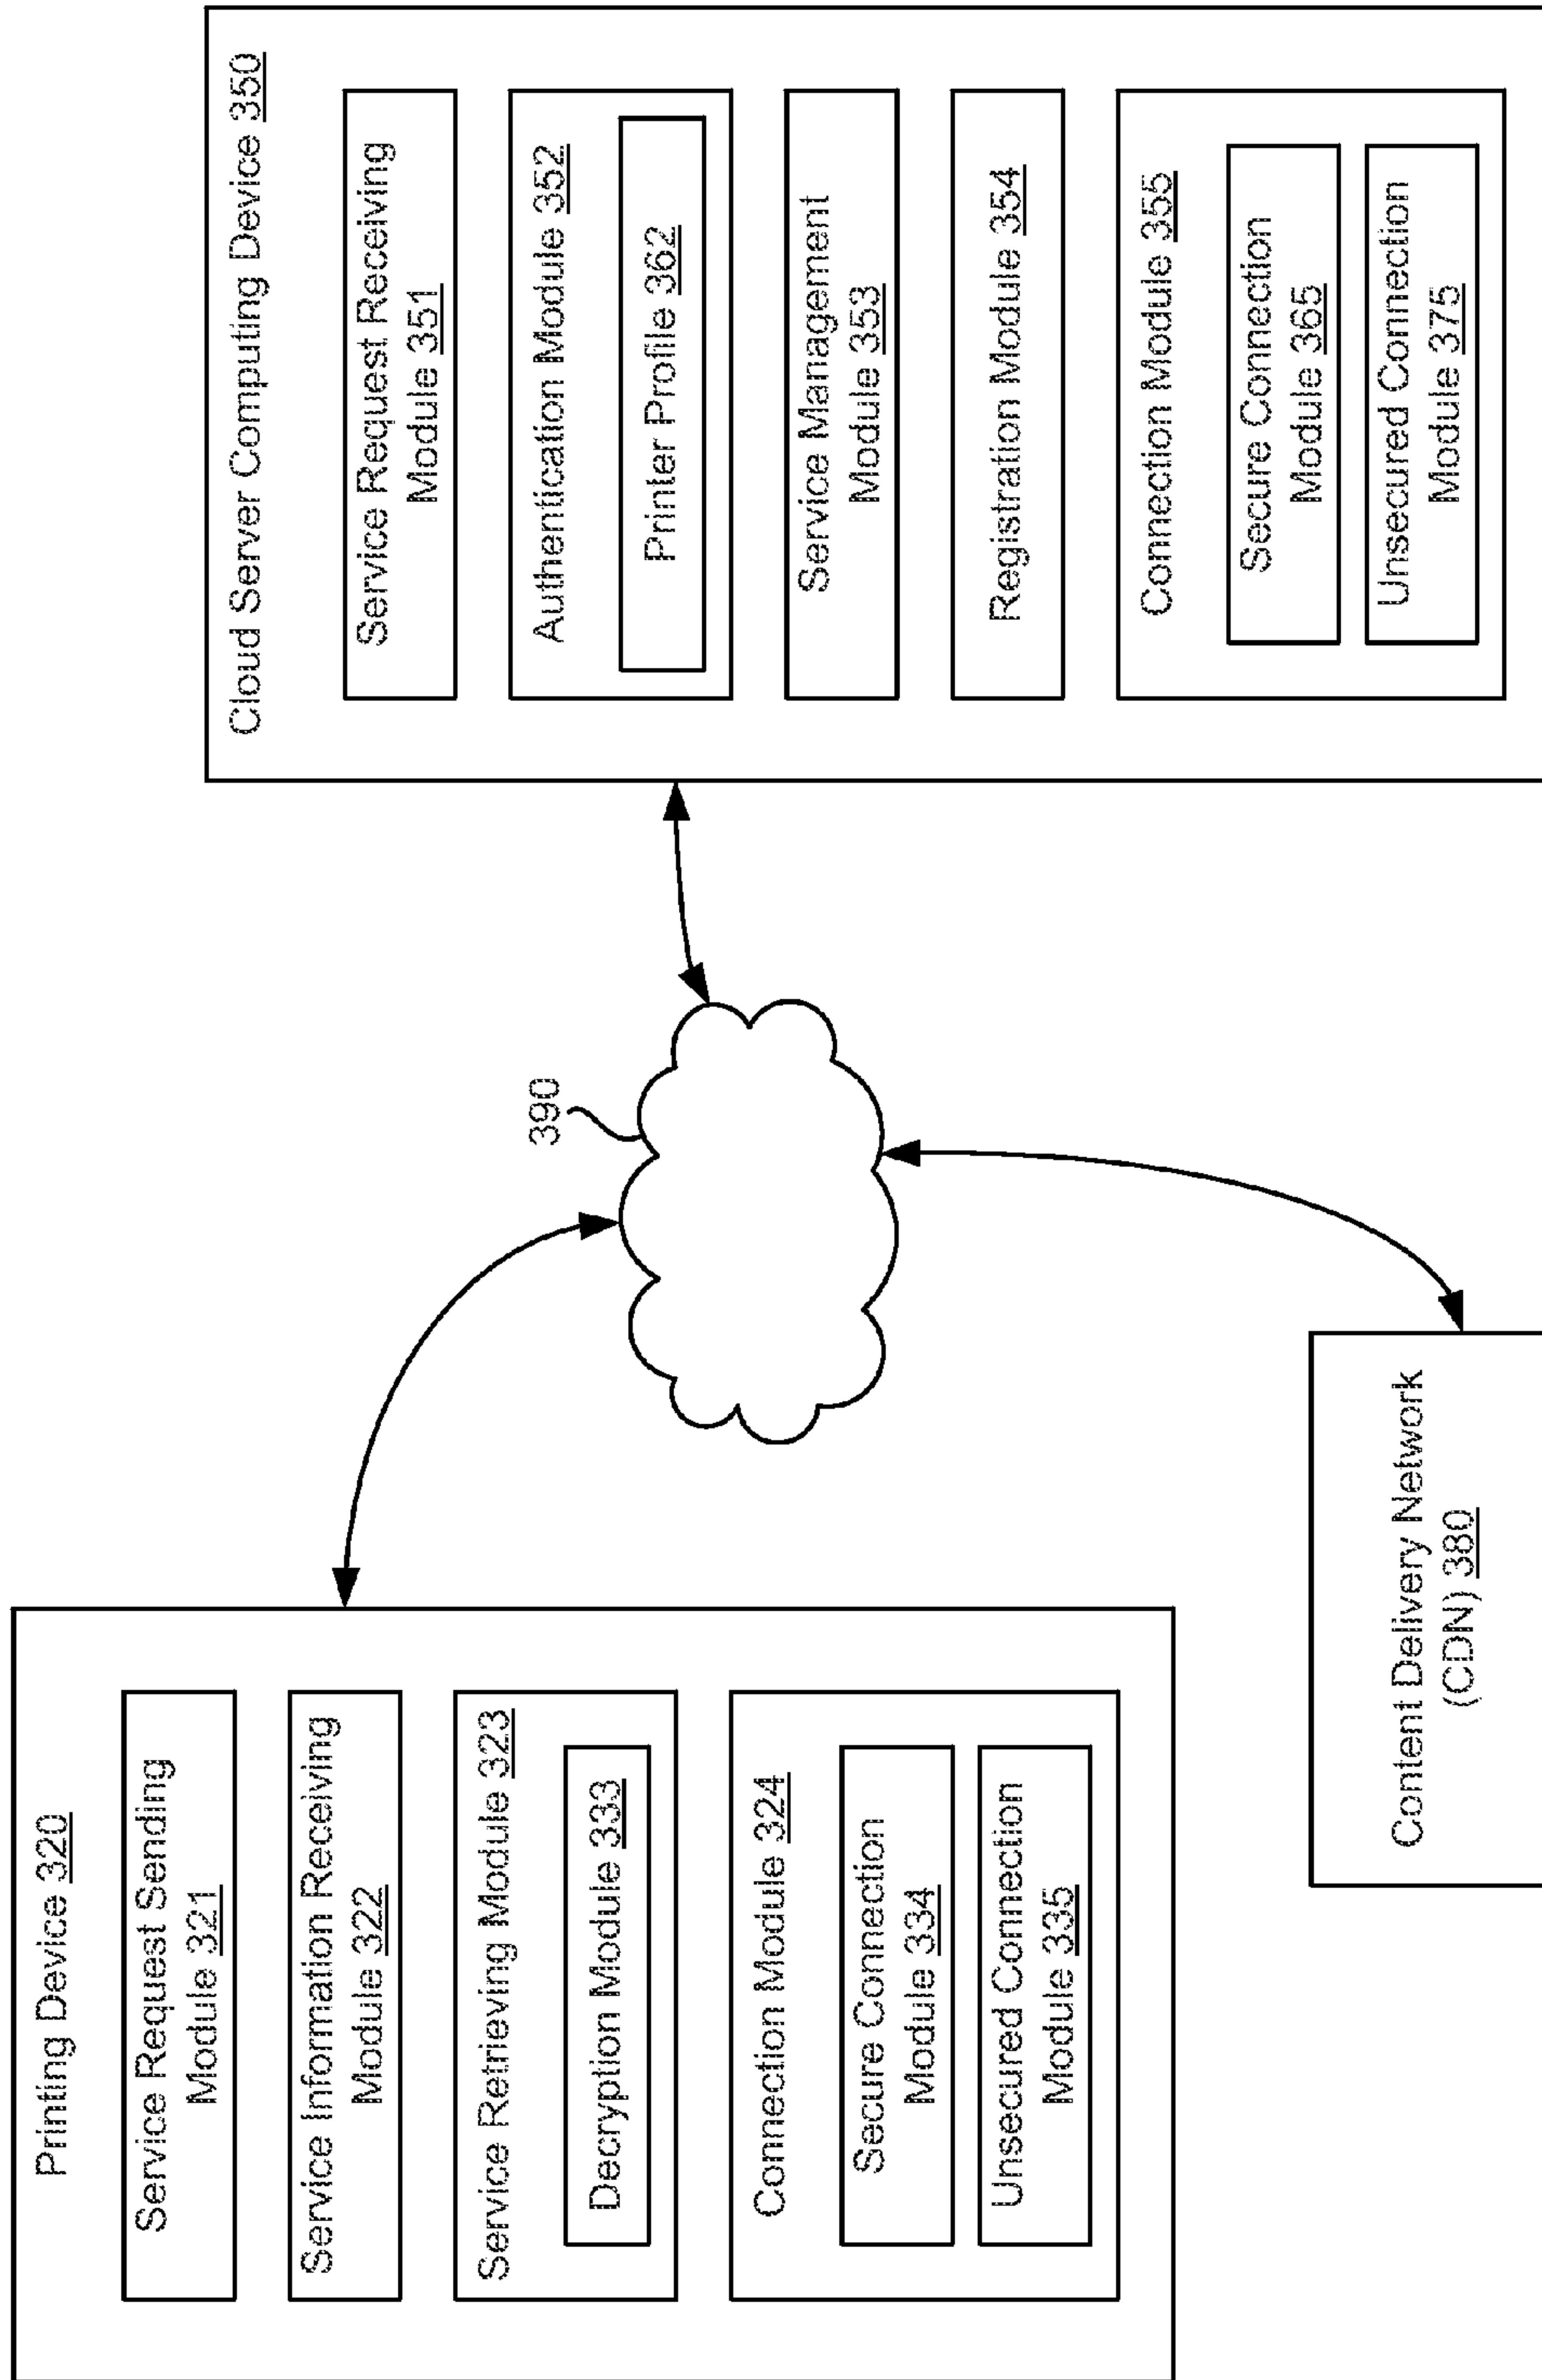 Printing Device 320
Service Request Sending
Module 321
Service Information Receiving
Module 322
Service Retrieving Module 323
Decryption Module 333
Connection Module 324
Secure Connection
Module 334
Unsecured Connection
Module 335
390
Content Delivery Network
(CDN) 380
Cloud Server Computing Device 350
Service Request Receiving
Module 351
Authentication Module 352
Printer Profile 362
Service Management
Module 353
Registration Module 354
Connection Module 355
Secure Connection
Module 365
Unsecured Connection
Module 375